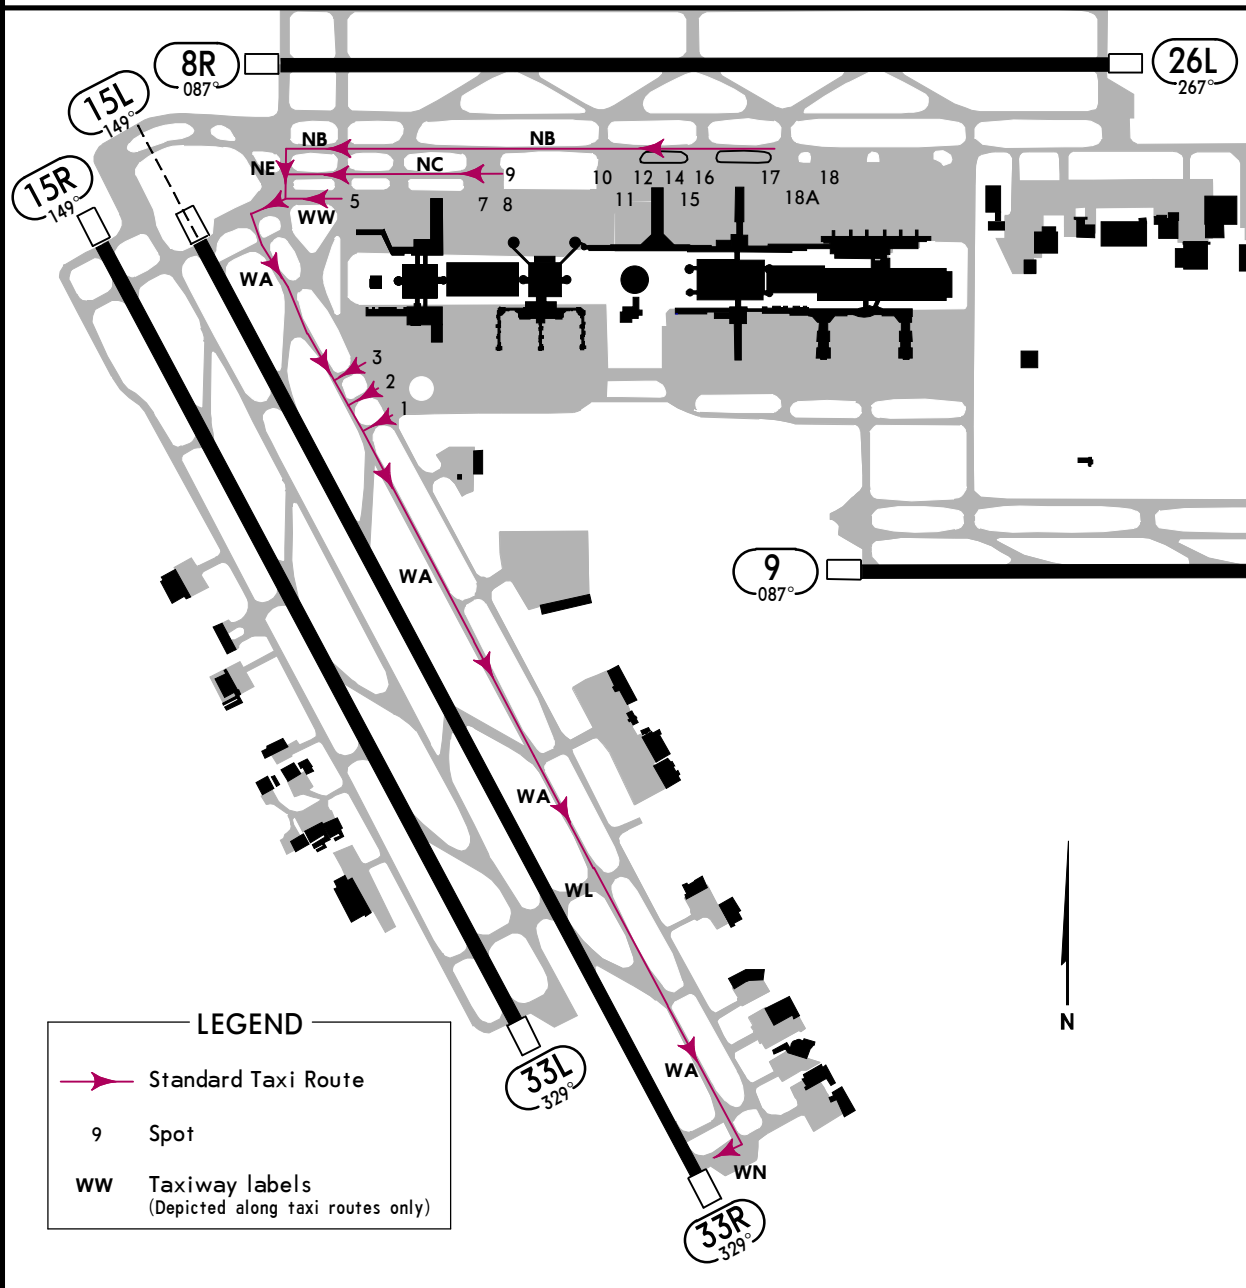 8R
087°
26L
267°
15L
149°
NB
NB
NE
NC
9
10
12
14
16
17
18
15R
149°
5
WW
7
8
11
15
18A
WA
3
2
1
9
087°
WA
WA
WL
N
WA
33L
329°
WN
33R
329°
LEGEND
Standard Taxi Route
9 Spot
WW Taxiway labels
(Depicted along taxi routes only)